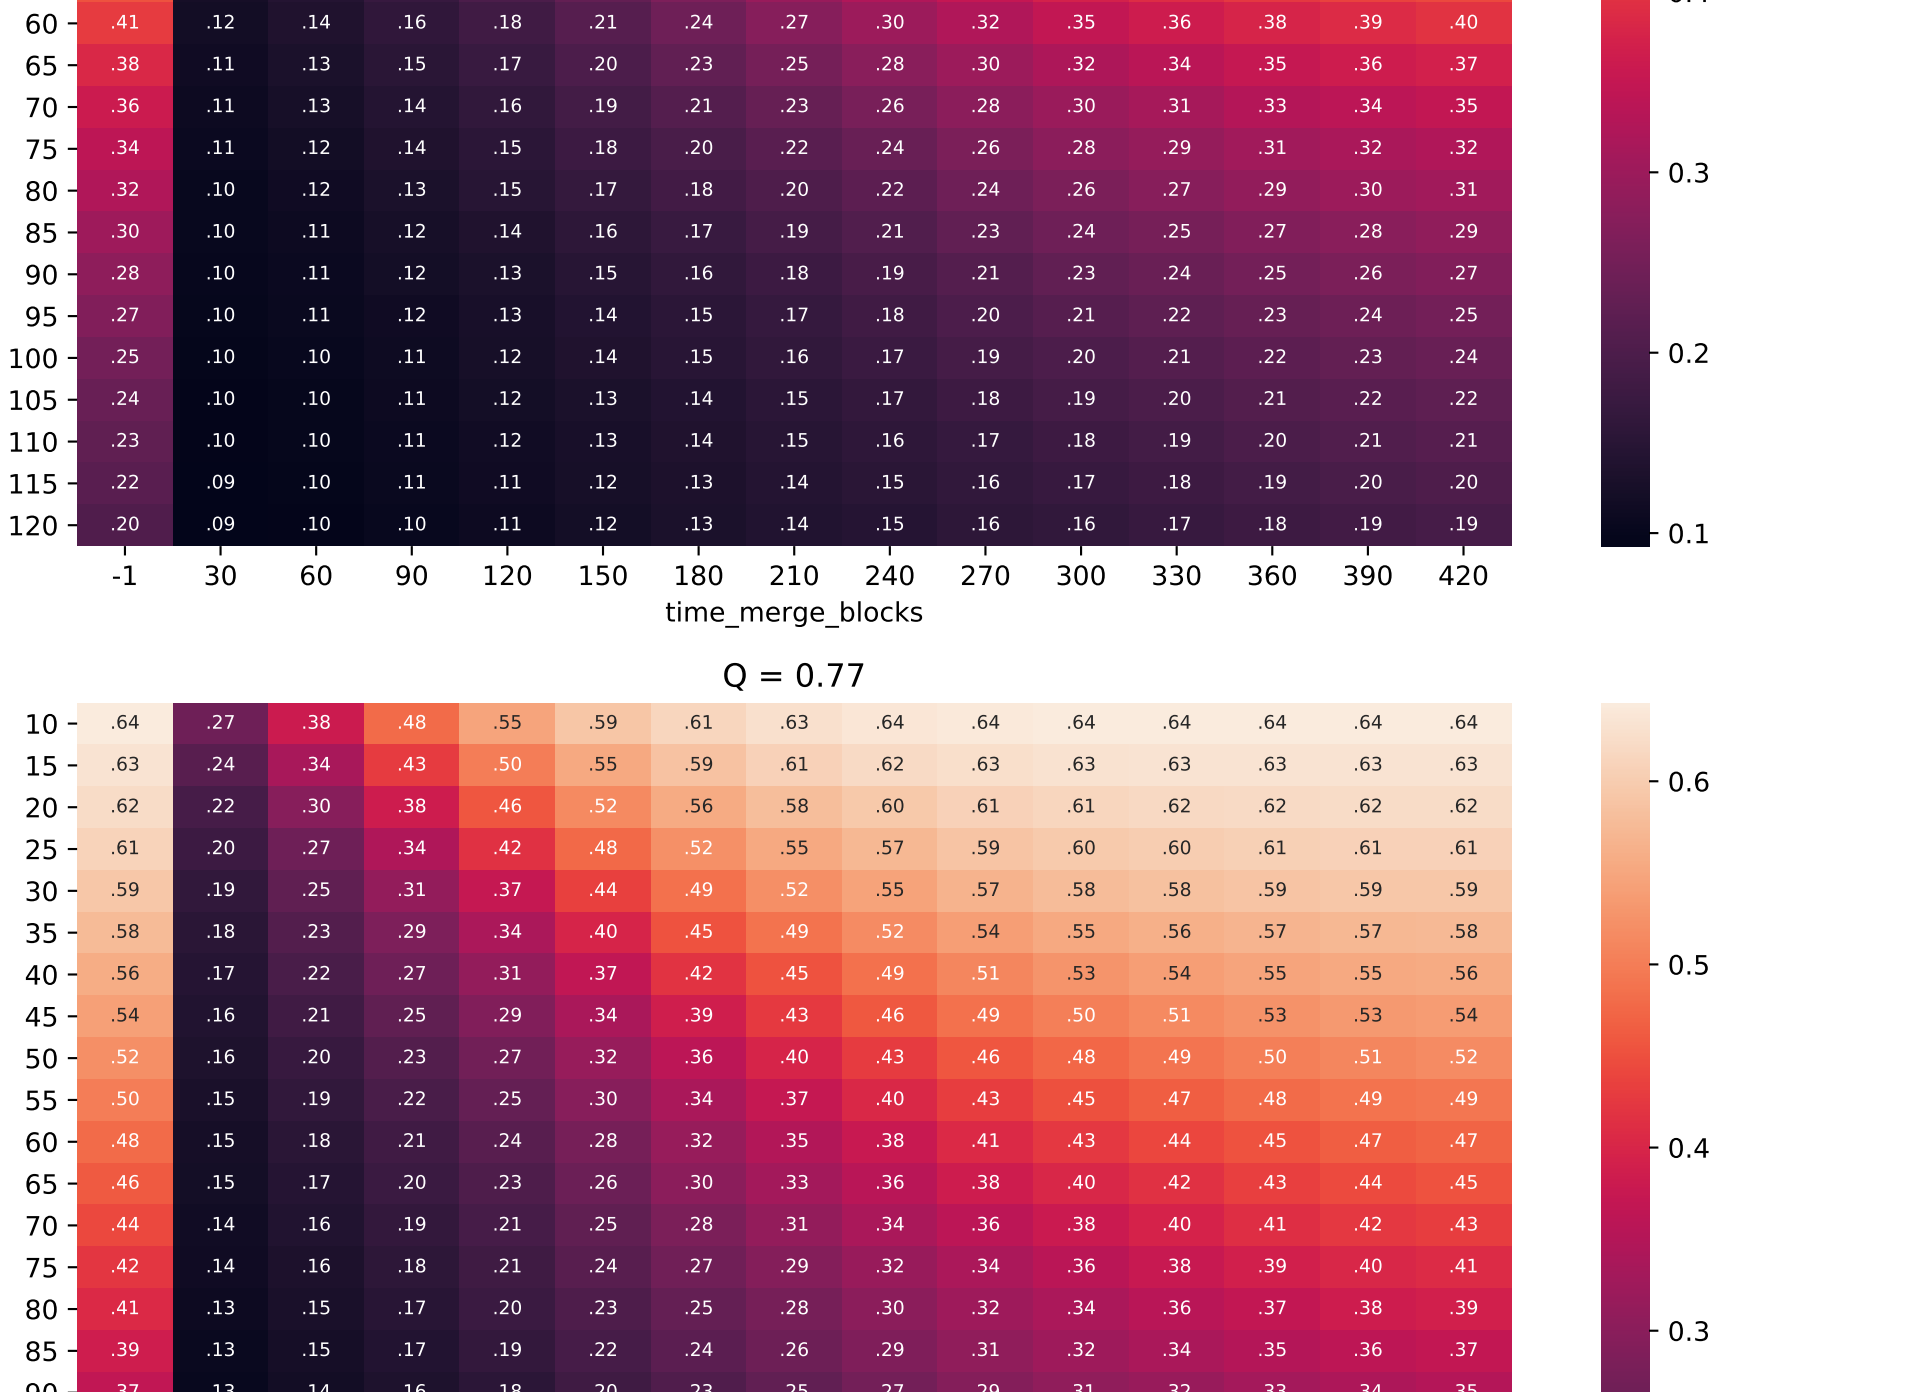 60 .41 .12 .14 .16 .18 .21 .24 .27 .30 .32 .35 .36 .38 .39 .40
65 .38 .11 .13 .15 .17 .20 .23 .25 .28 .30 .32 .34 .35 .36 .37
70 .36 .11 .13 .14 .16 .19 .21 .23 .26 .28 .30 .31 .33 .34 .35
75 .34 .11 .12 .14 .15 .18 .20 .22 .24 .26 .28 .29 .31 .32 .32
80 .32 .10 .12 .13 .15 .17 .18 .20 .22 .24 .26 .27 .29 .30 .31
0.3
85 .30 .10 .11 .12 .14 .16 .17 .19 .21 .23 .24 .25 .27 .28 .29
90 .28 .10 .11 .12 .13 .15 .16 .18 .19 .21 .23 .24 .25 .26 .27
95 .27 .10 .11 .12 .13 .14 .15 .17 .18 .20 .21 .22 .23 .24 .25
100 .25 .10 .10 .11 .12 .14 .15 .16 .17 .19 .20 .21 .22 .23 .24
0.2
105 .24 .10 .10 .11 .12 .13 .14 .15 .17 .18 .19 .20 .21 .22 .22
110 .23 .10 .10 .11 .12 .13 .14 .15 .16 .17 .18 .19 .20 .21 .21
115 .22 .09 .10 .11 .11 .12 .13 .14 .15 .16 .17 .18 .19 .20 .20
120 .20 .09 .10 .10 .11 .12 .13 .14 .15 .16 .16 .17 .18 .19 .19
0.1
-1 30 60 90 120 150 180 210 240 270 300 330 360 390 420
time_merge_blocks
Q = 0.77
10 .64 .27 .38 .48 .55 .59 .61 .63 .64 .64 .64 .64 .64 .64 .64
15 .63 .24 .34 .43 .50 .55 .59 .61 .62 .63 .63 .63 .63 .63 .63
0.6
20 .62 .22 .30 .38 .46 .52 .56 .58 .60 .61 .61 .62 .62 .62 .62
25 .61 .20 .27 .34 .42 .48 .52 .55 .57 .59 .60 .60 .61 .61 .61
30 .59 .19 .25 .31 .37 .44 .49 .52 .55 .57 .58 .58 .59 .59 .59
35 .58 .18 .23 .29 .34 .40 .45 .49 .52 .54 .55 .56 .57 .57 .58
0.5
40 .56 .17 .22 .27 .31 .37 .42 .45 .49 .51 .53 .54 .55 .55 .56
45 .54 .16 .21 .25 .29 .34 .39 .43 .46 .49 .50 .51 .53 .53 .54
50 .52 .16 .20 .23 .27 .32 .36 .40 .43 .46 .48 .49 .50 .51 .52
55 .50 .15 .19 .22 .25 .30 .34 .37 .40 .43 .45 .47 .48 .49 .49
60 .48 .15 .18 .21 .24 .28 .32 .35 .38 .41 .43 .44 .45 .47 .47
0.4
65 .46 .15 .17 .20 .23 .26 .30 .33 .36 .38 .40 .42 .43 .44 .45
70 .44 .14 .16 .19 .21 .25 .28 .31 .34 .36 .38 .40 .41 .42 .43
75 .42 .14 .16 .18 .21 .24 .27 .29 .32 .34 .36 .38 .39 .40 .41
80 .41 .13 .15 .17 .20 .23 .25 .28 .30 .32 .34 .36 .37 .38 .39
0.3
85 .39 .13 .15 .17 .19 .22 .24 .26 .29 .31 .32 .34 .35 .36 .37
90 .37 .13 .14 .16 .18 .20 .23 .25 .27 .29 .31 .32 .33 .34 .35